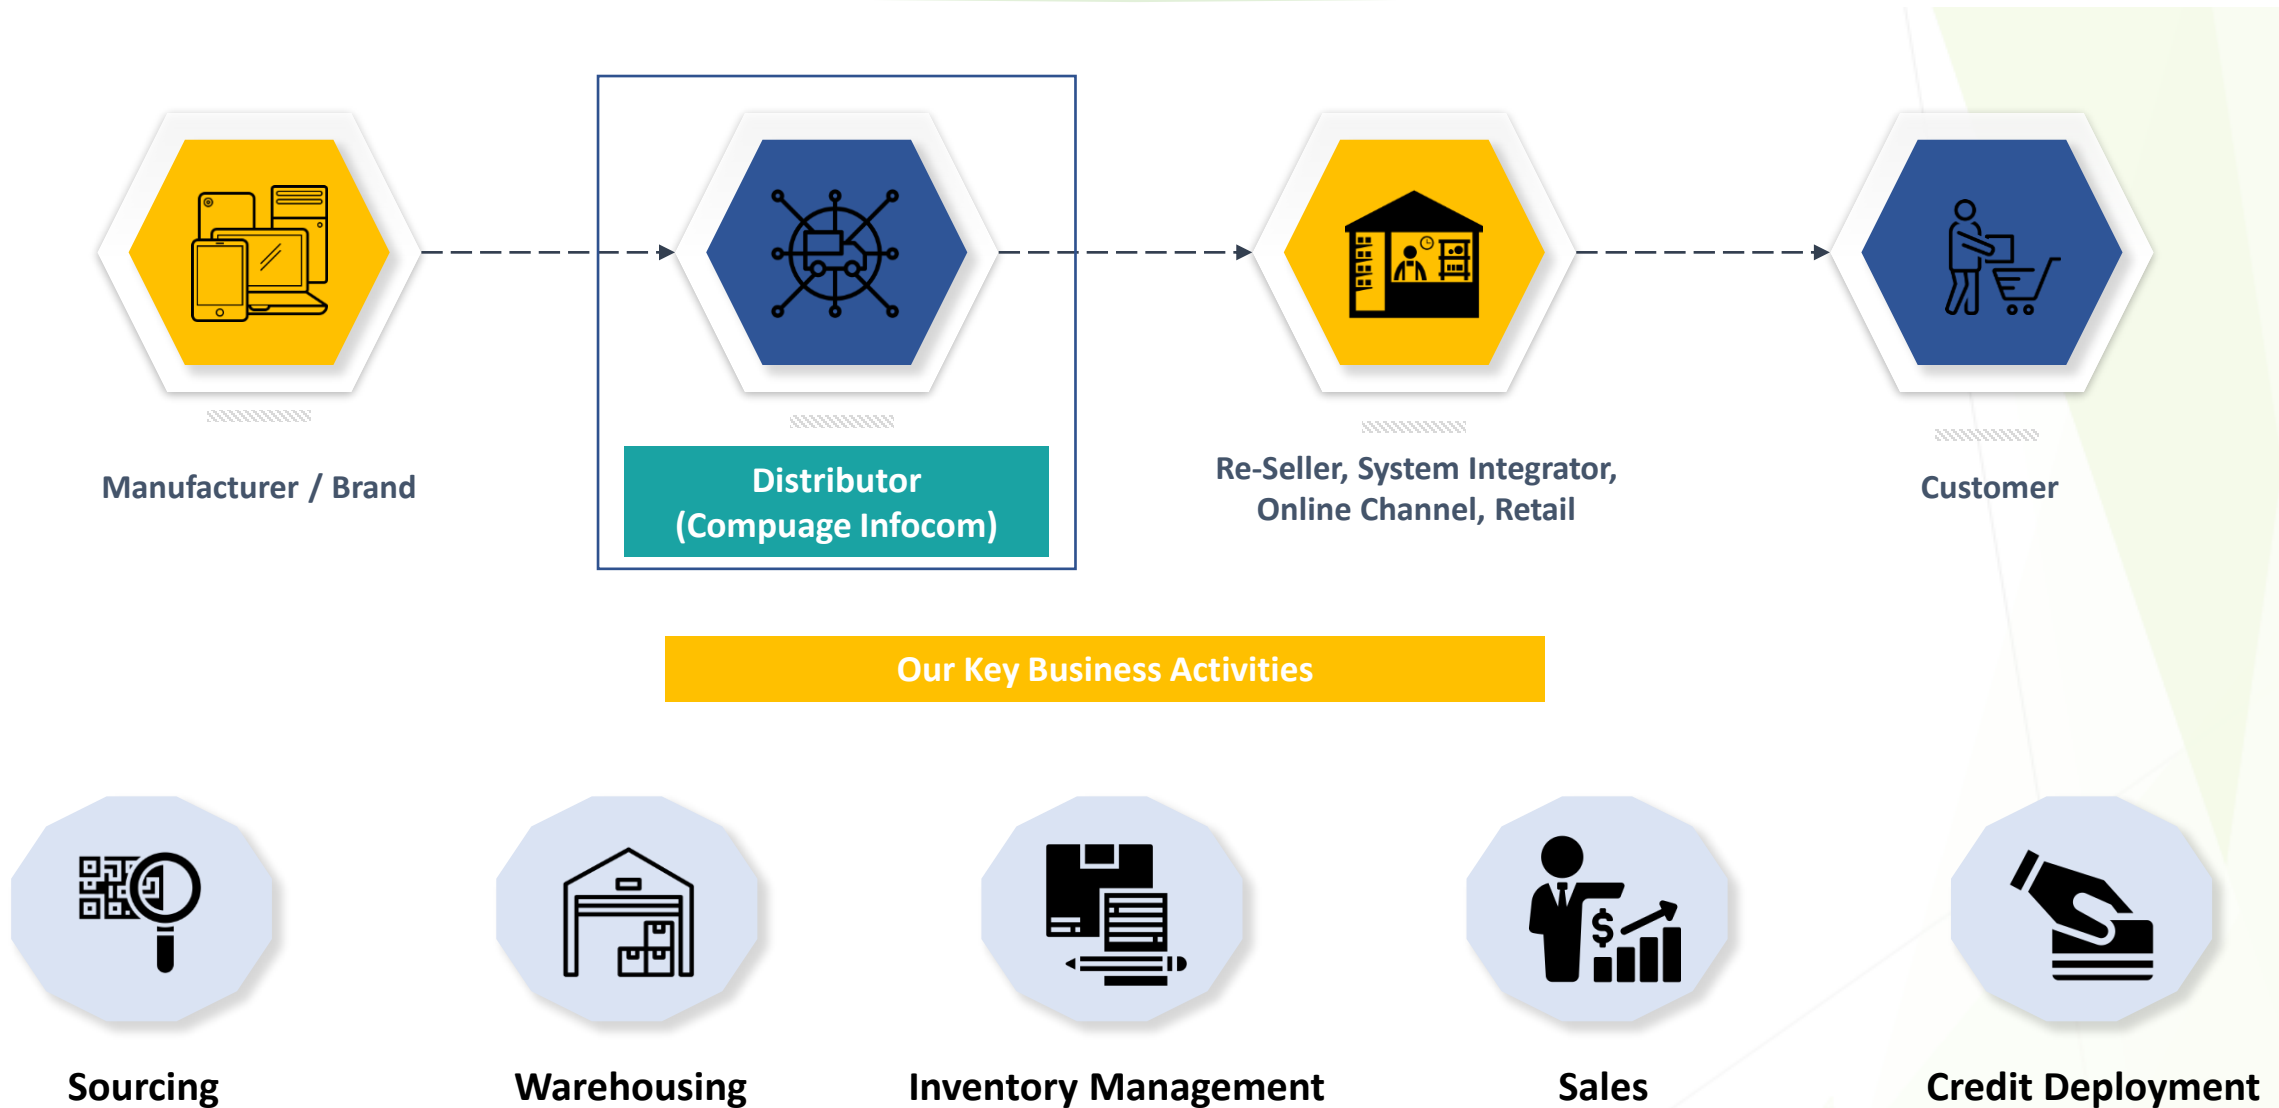 Manufacturer / Brand
Distributor
(Compuage Infocom)
Re-Seller, System Integrator,
Online Channel, Retail
Customer
Our Key Business Activities
Sourcing
Warehousing
Inventory Management
Sales
Credit Deployment